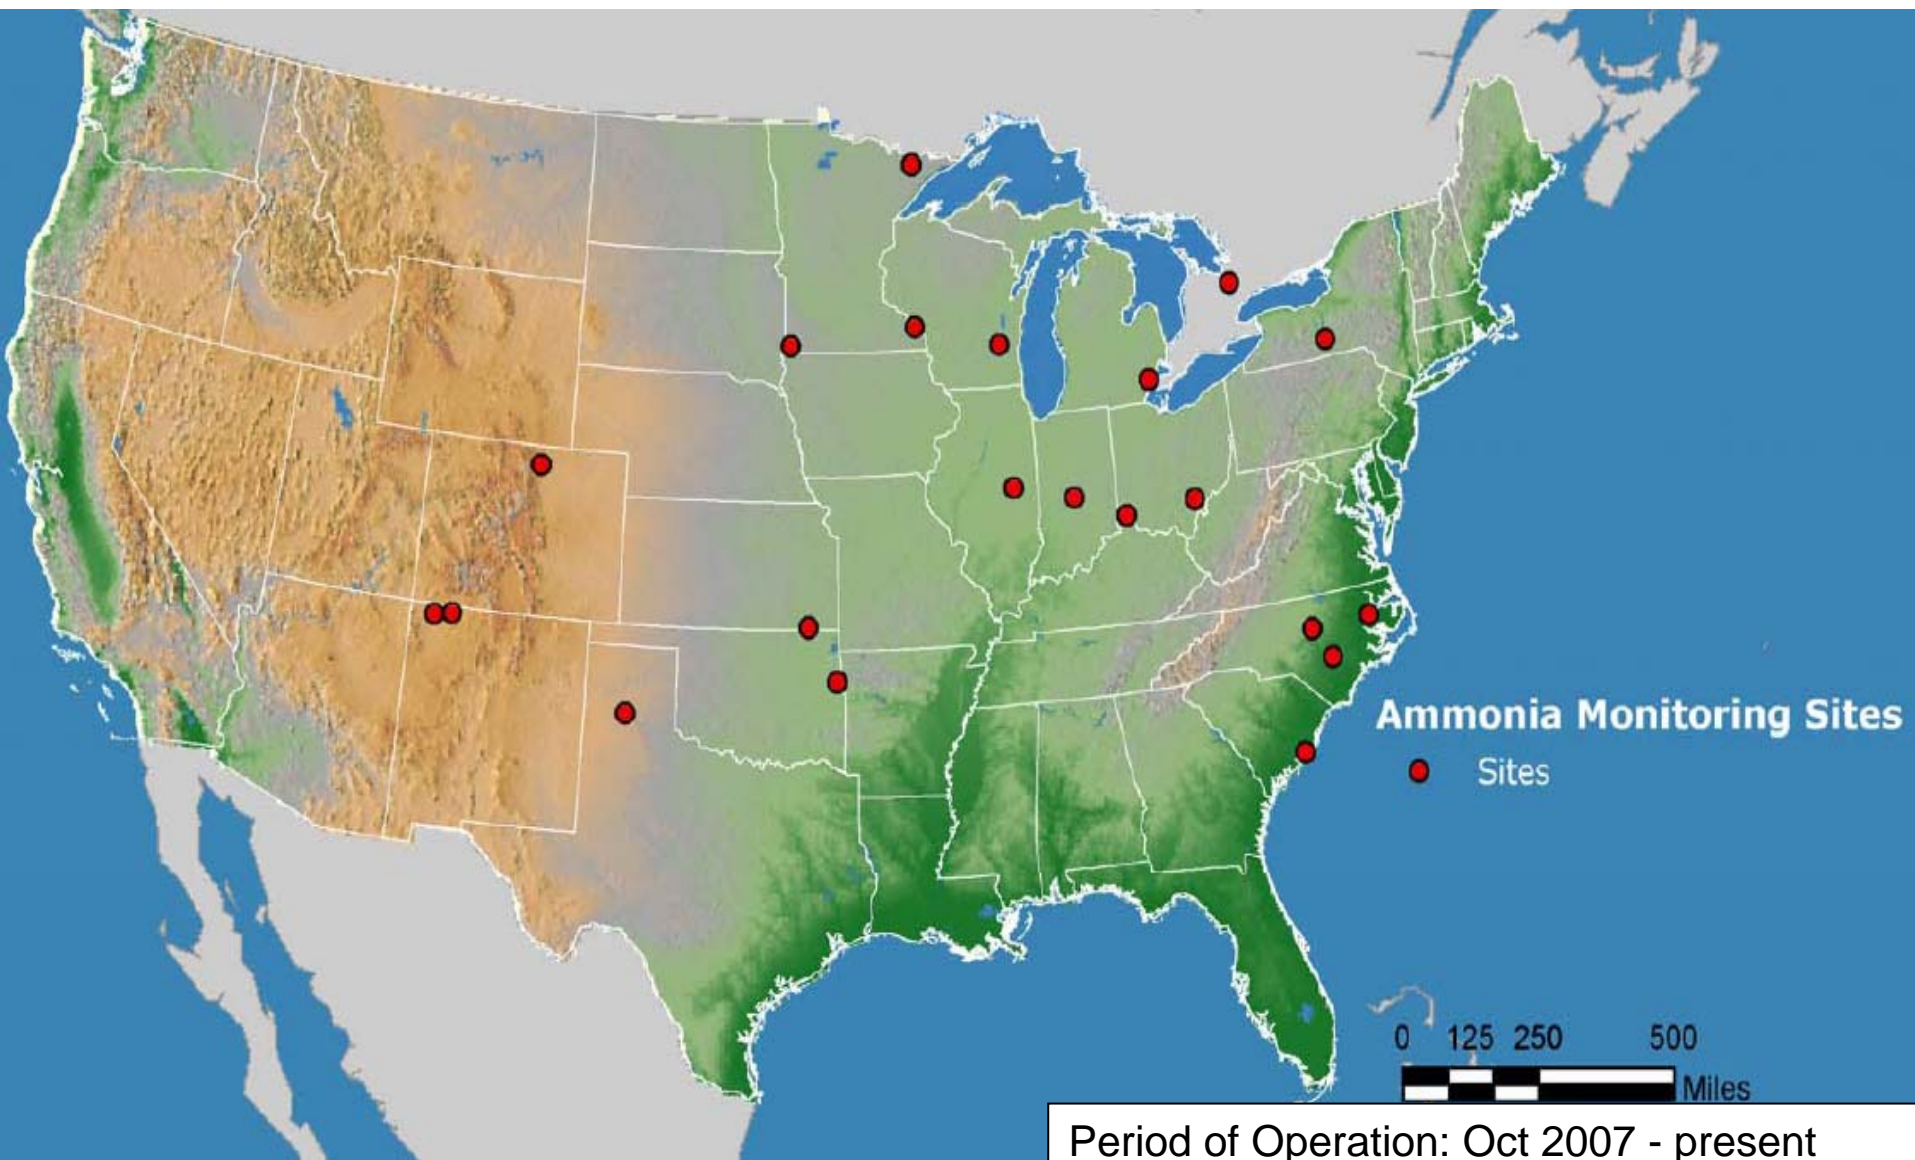 Ammonia Monitoring Sites
Sites
0 125 250 500
Miles
Period of Operation: Oct 2007 - present